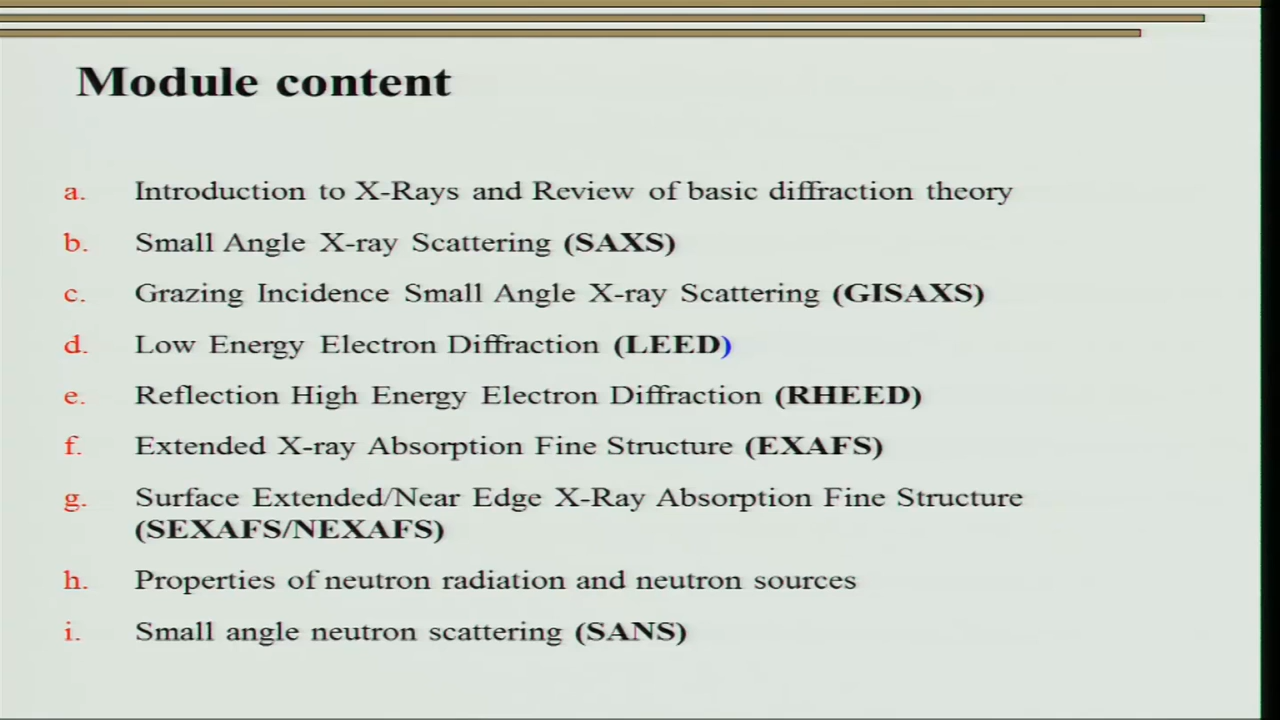 Module content
a. Introduction to X-Rays and Review of basic diffraction theory
b. Small Angle X-ray Scattering (SAXS)
c. Grazing Incidence Small Angle X-ray Scattering (GISAXS)
d. Low Energy Electron Diffraction (LEED)
e. Reflection High Energy Electron Diffraction (RHEED)
f. Extended X-ray Absorption Fine Structure (EXAFS)
g. Surface Extended/Near Edge X-Ray Absorption Fine Structure
(SEXAFS/NEXAFS)
h. Properties of neutron radiation and neutron sources
i. Small angle neutron scattering (SANS)